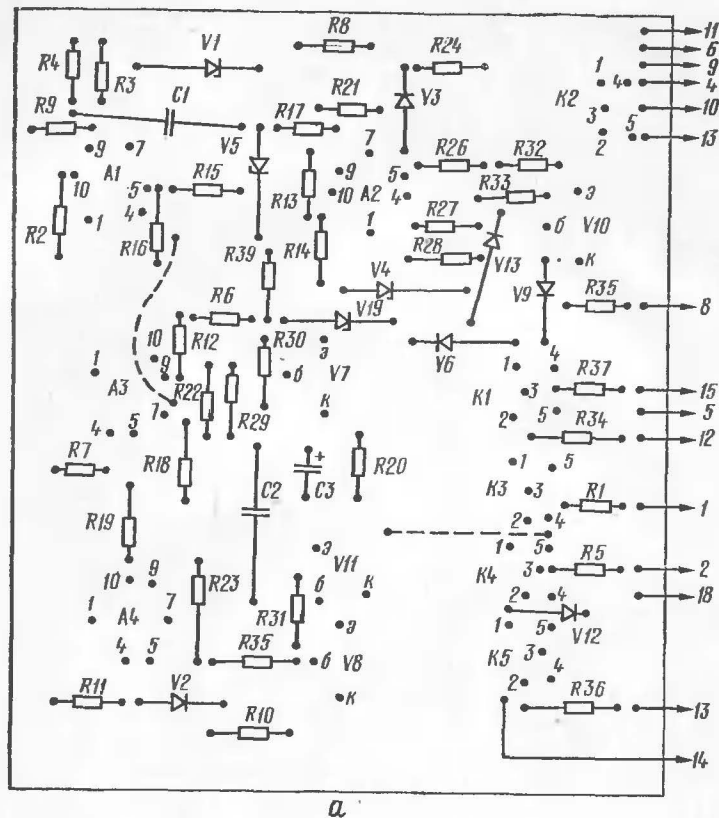 V1
R8
R24
11
6
9
4
10
13
R4
R3
C1
R21
V3
1
4
K2
3
2
5
R9
V5
R17
7
9
7
10
A1
5
4
1
R15
R13
9
10
A2
1
5
4
R26
R32
R33
э
б
V10
к
R2
R16
R39
R14
R27
R28
V13
V4
V9
R35
8
R6
V19
R12
R30
э
б
V7
к
V6
1
4
K1
3
2
5
R37
15
5
R34
12
1
10
A3
9
7
4
5
R22
R29
R7
R18
C2
+
C3
R20
1
5
K3
3
2
4
R1
1
R19
э
V11
б
к
1
5
K4
3
2
4
R5
2
18
10
9
1
A4
7
4
5
R23
R31
R35
э
б
V8
к
V12
1
5
K5
3
2
4
R11
V2
R10
R36
13
14
а